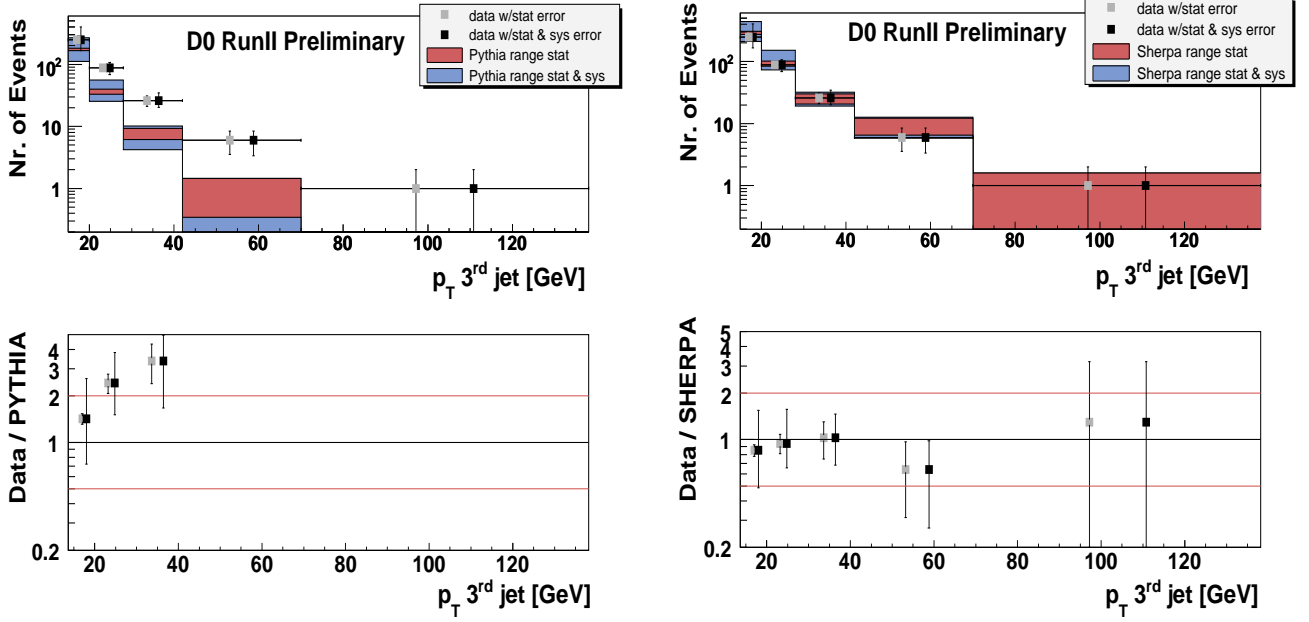 D0 RunII Preliminary
data w/stat error
data w/stat & sys error
Pythia range stat
Pythia range stat & sys
Nr. of Events
10²
10
1
20 40 60 80 100 120
p_T 3^rd jet [GeV]
D0 RunII Preliminary
data w/stat error
data w/stat & sys error
Sherpa range stat
Sherpa range stat & sys
Nr. of Events
10²
10
1
20 40 60 80 100 120
p_T 3^rd jet [GeV]
Data / PYTHIA
4
3
2
1
0.2
20 40 60 80 100 120
p_T 3^rd jet [GeV]
Data / SHERPA
5
4
3
2
1
0.2
20 40 60 80 100 120
p_T 3^rd jet [GeV]